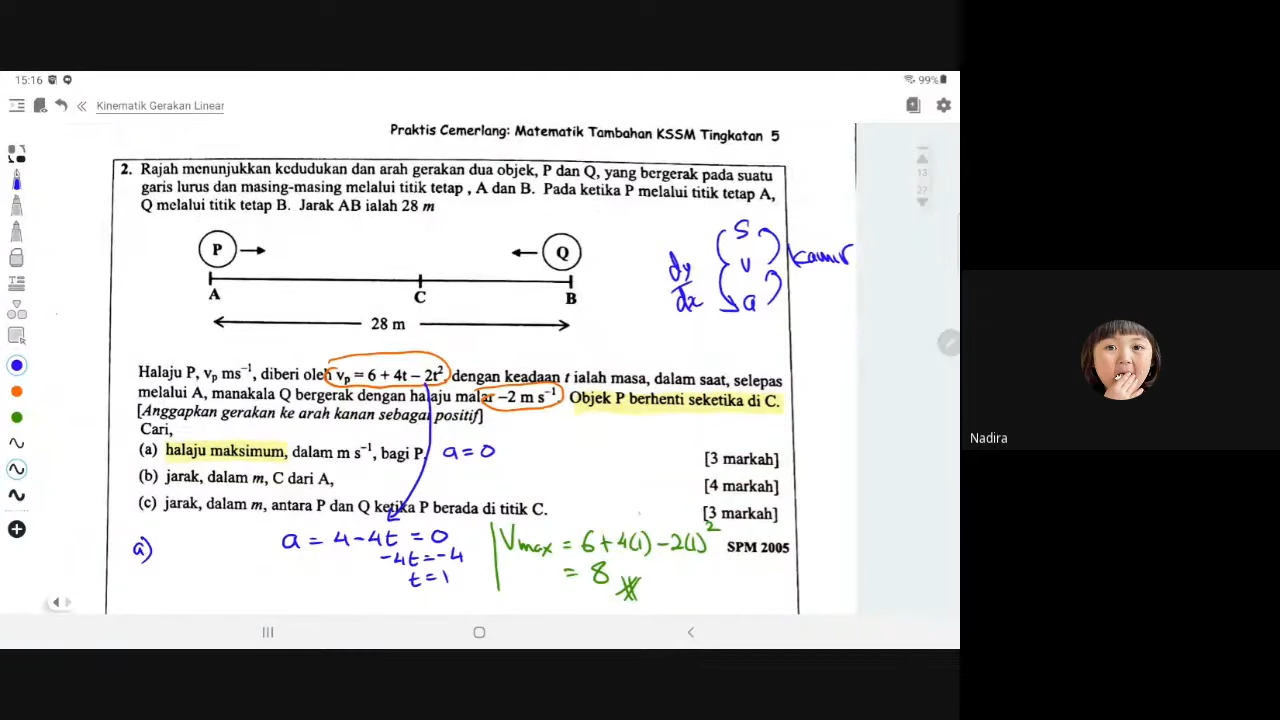 15:16
99%
Kinematik Gerakan Linear
Praktis Cemerlang: Matematik Tambahan KSSM Tingkatan 5
13
27
2. Rajah menunjukkan kedudukan dan arah gerakan dua objek, P dan Q, yang bergerak pada suatu
garis lurus dan masing-masing melalui titik tetap , A dan B. Pada ketika P melalui titik tetap A,
Q melalui titik tetap B. Jarak AB ialah 28 m
P
Q
A
C
B
28 m
dy
dx
s
v
a
kamir
Halaju P, vₚ ms⁻¹, diberi oleh vₚ = 6 + 4t − 2t², dengan keadaan t ialah masa, dalam saat, selepas
melalui A, manakala Q bergerak dengan halaju malar −2 m s⁻¹. Objek P berhenti seketika di C.
[Anggapkan gerakan ke arah kanan sebagai positif]
Cari,
(a) halaju maksimum, dalam m s⁻¹, bagi P, a = 0
[3 markah]
(b) jarak, dalam m, C dari A,
[4 markah]
(c) jarak, dalam m, antara P dan Q ketika P berada di titik C.
[3 markah]
SPM 2005
a)
a = 4 - 4t = 0
-4t = -4
t = 1
Vmax = 6+4(1) - 2(1)²
= 8
Nadira